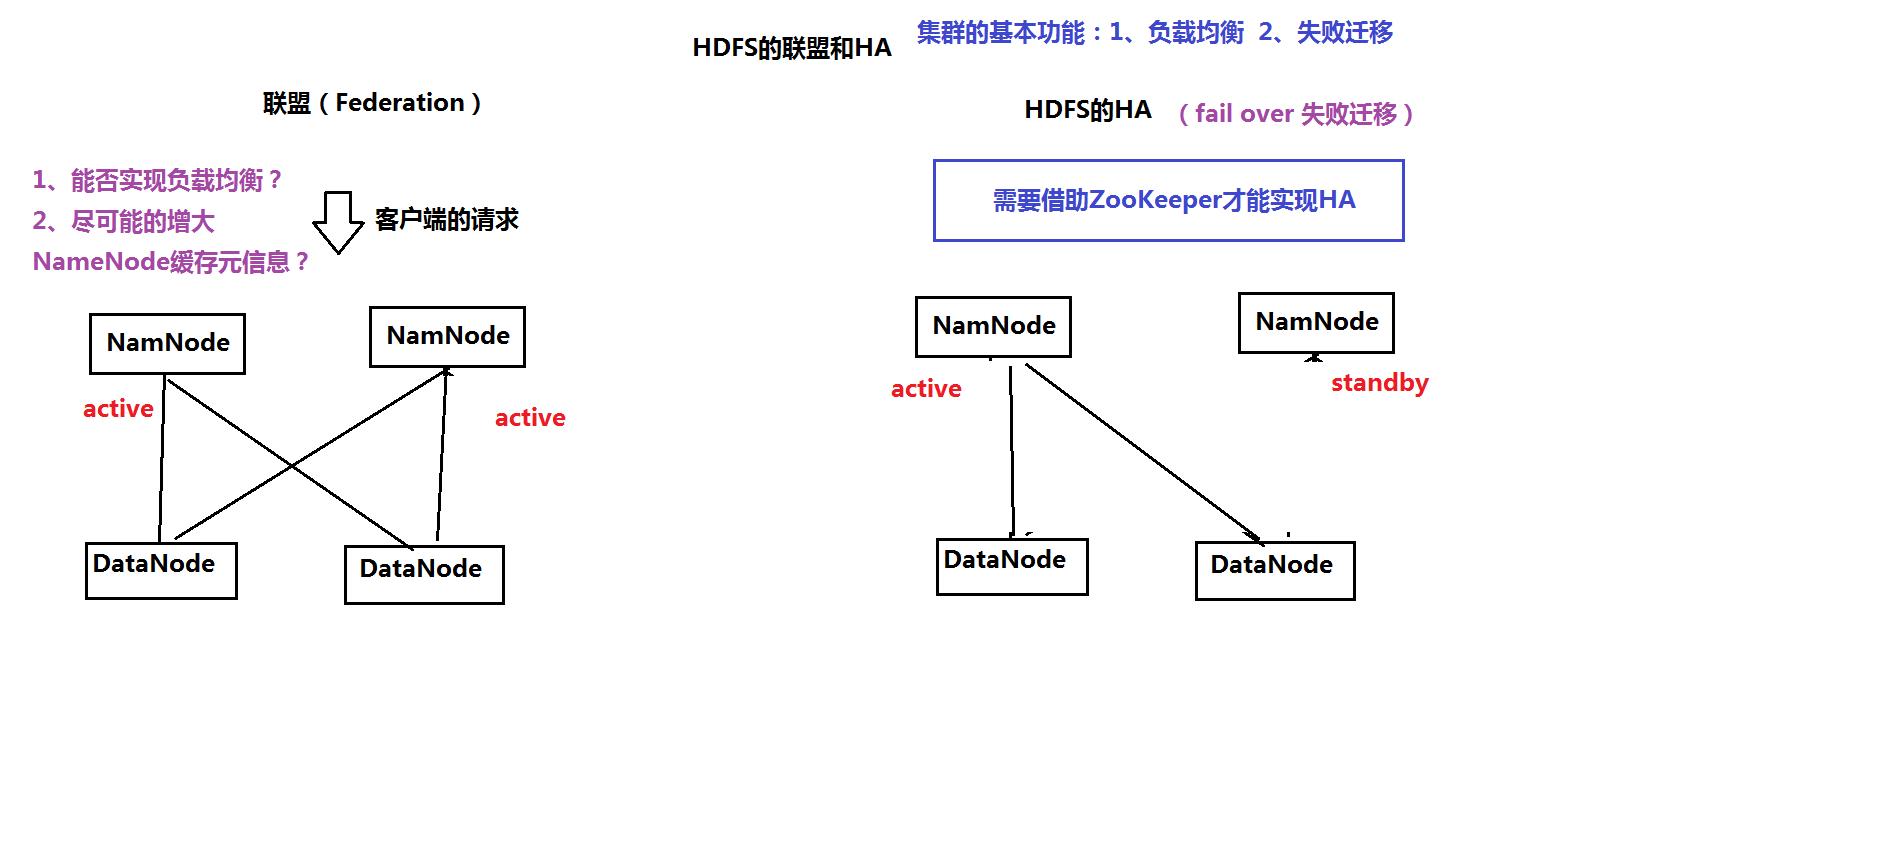 HDFS的联盟和HA
集群的基本功能：1、负载均衡 2、失败迁移
联盟（Federation）
1、能否实现负载均衡？
2、尽可能的增大
NameNode缓存元信息？
客户端的请求
NamNode
NamNode
active
active
DataNode
DataNode
HDFS的HA
（fail over 失败迁移）
需要借助ZooKeeper才能实现HA
NamNode
NamNode
active
standby
DataNode
DataNode